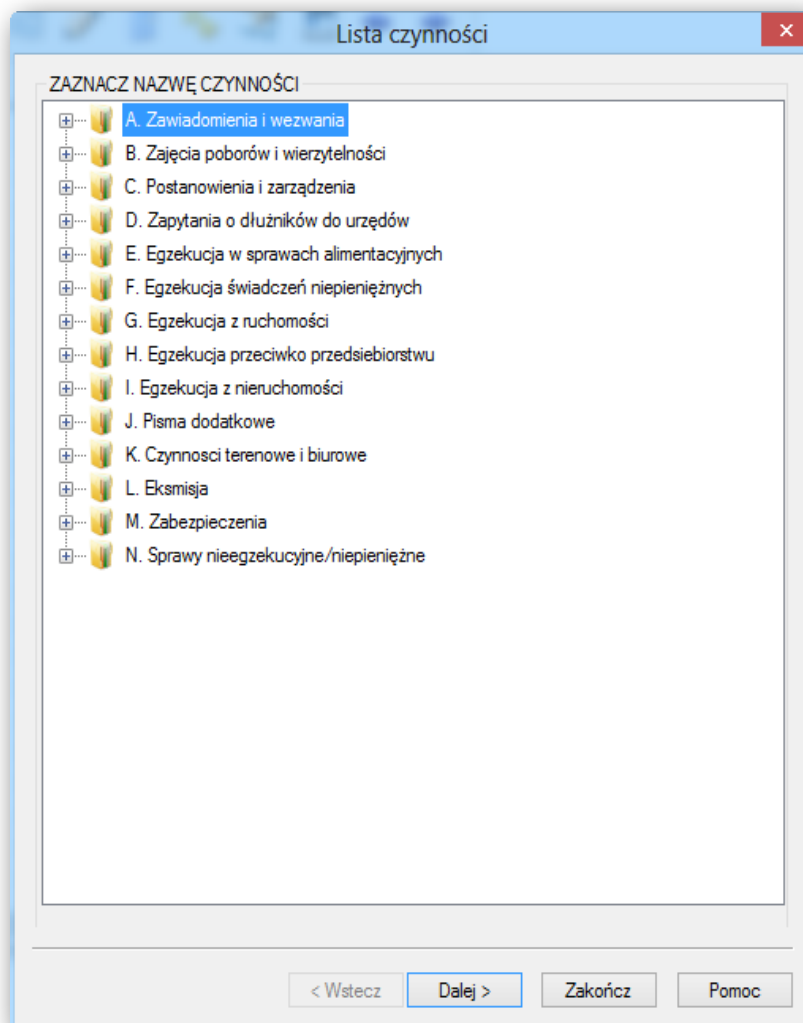 Lista czynności
ZAZNACZ NAZWĘ CZYNNOŚCI
A. Zawiadomienia i wezwania
B. Zajęcia poborów i wierzytelności
C. Postanowienia i zarządzenia
D. Zapytania o dłużników do urzędów
E. Egzekucja w sprawach alimentacyjnych
F. Egzekucja świadczeń niepieniężnych
G. Egzekucja z ruchomości
H. Egzekucja przeciwko przedsiebiorstwu
I. Egzekucja z nieruchomości
J. Pisma dodatkowe
K. Czynnosci terenowe i biurowe
L. Eksmisja
M. Zabezpieczenia
N. Sprawy nieegzekucyjne/niepieniężne
< Wstecz Dalej > Zakończ Pomoc